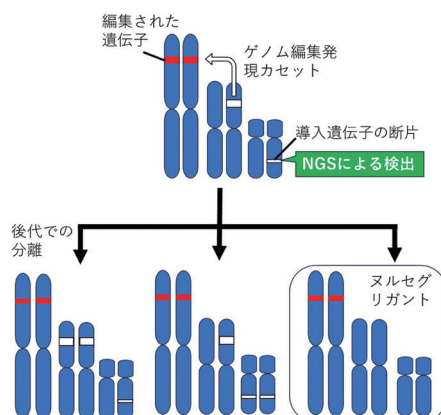 編集された
遺伝子
ゲノム編集発
現カセット
導入遺伝子の断片
NGSによる検出
後代での
分離
ヌルセグ
リガント